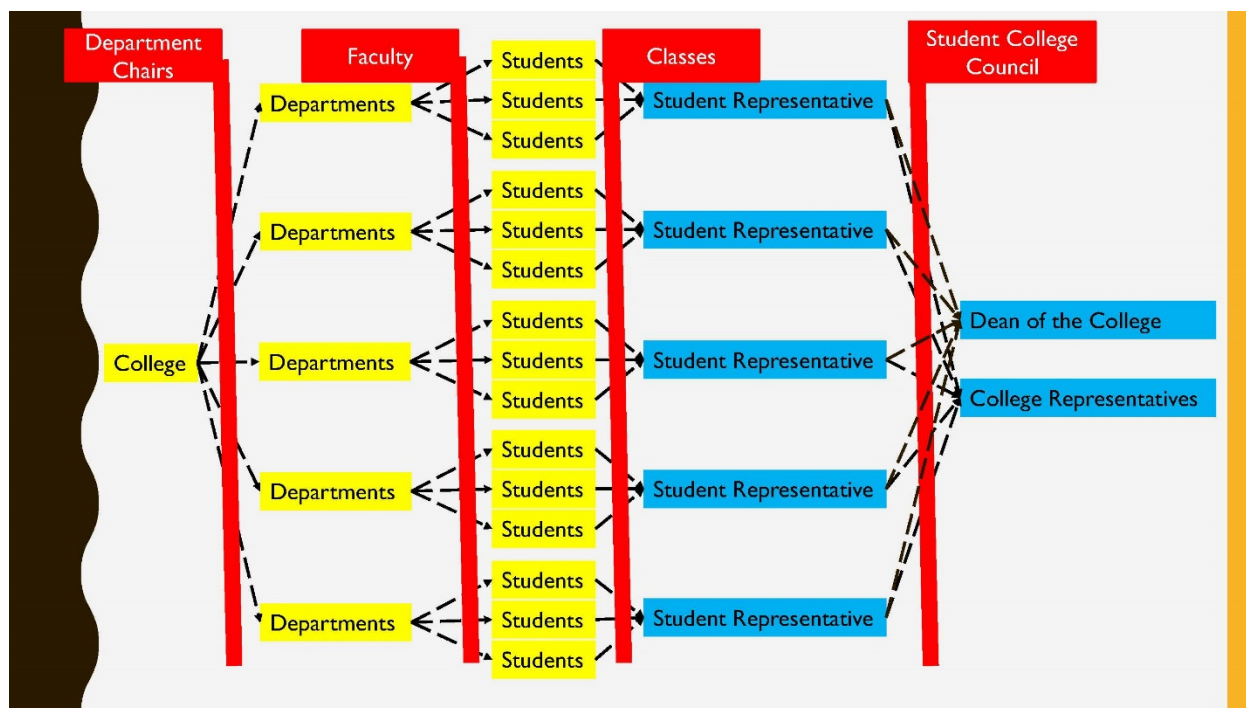 Department
Chairs
Faculty
Classes
Student College
Council
Students
Departments
Students
Student Representative
Students
Students
Departments
Students
Student Representative
Students
Dean of the College
Students
College
Departments
Students
Student Representative
Students
College Representatives
Students
Departments
Students
Student Representative
Students
Students
Departments
Students
Student Representative
Students